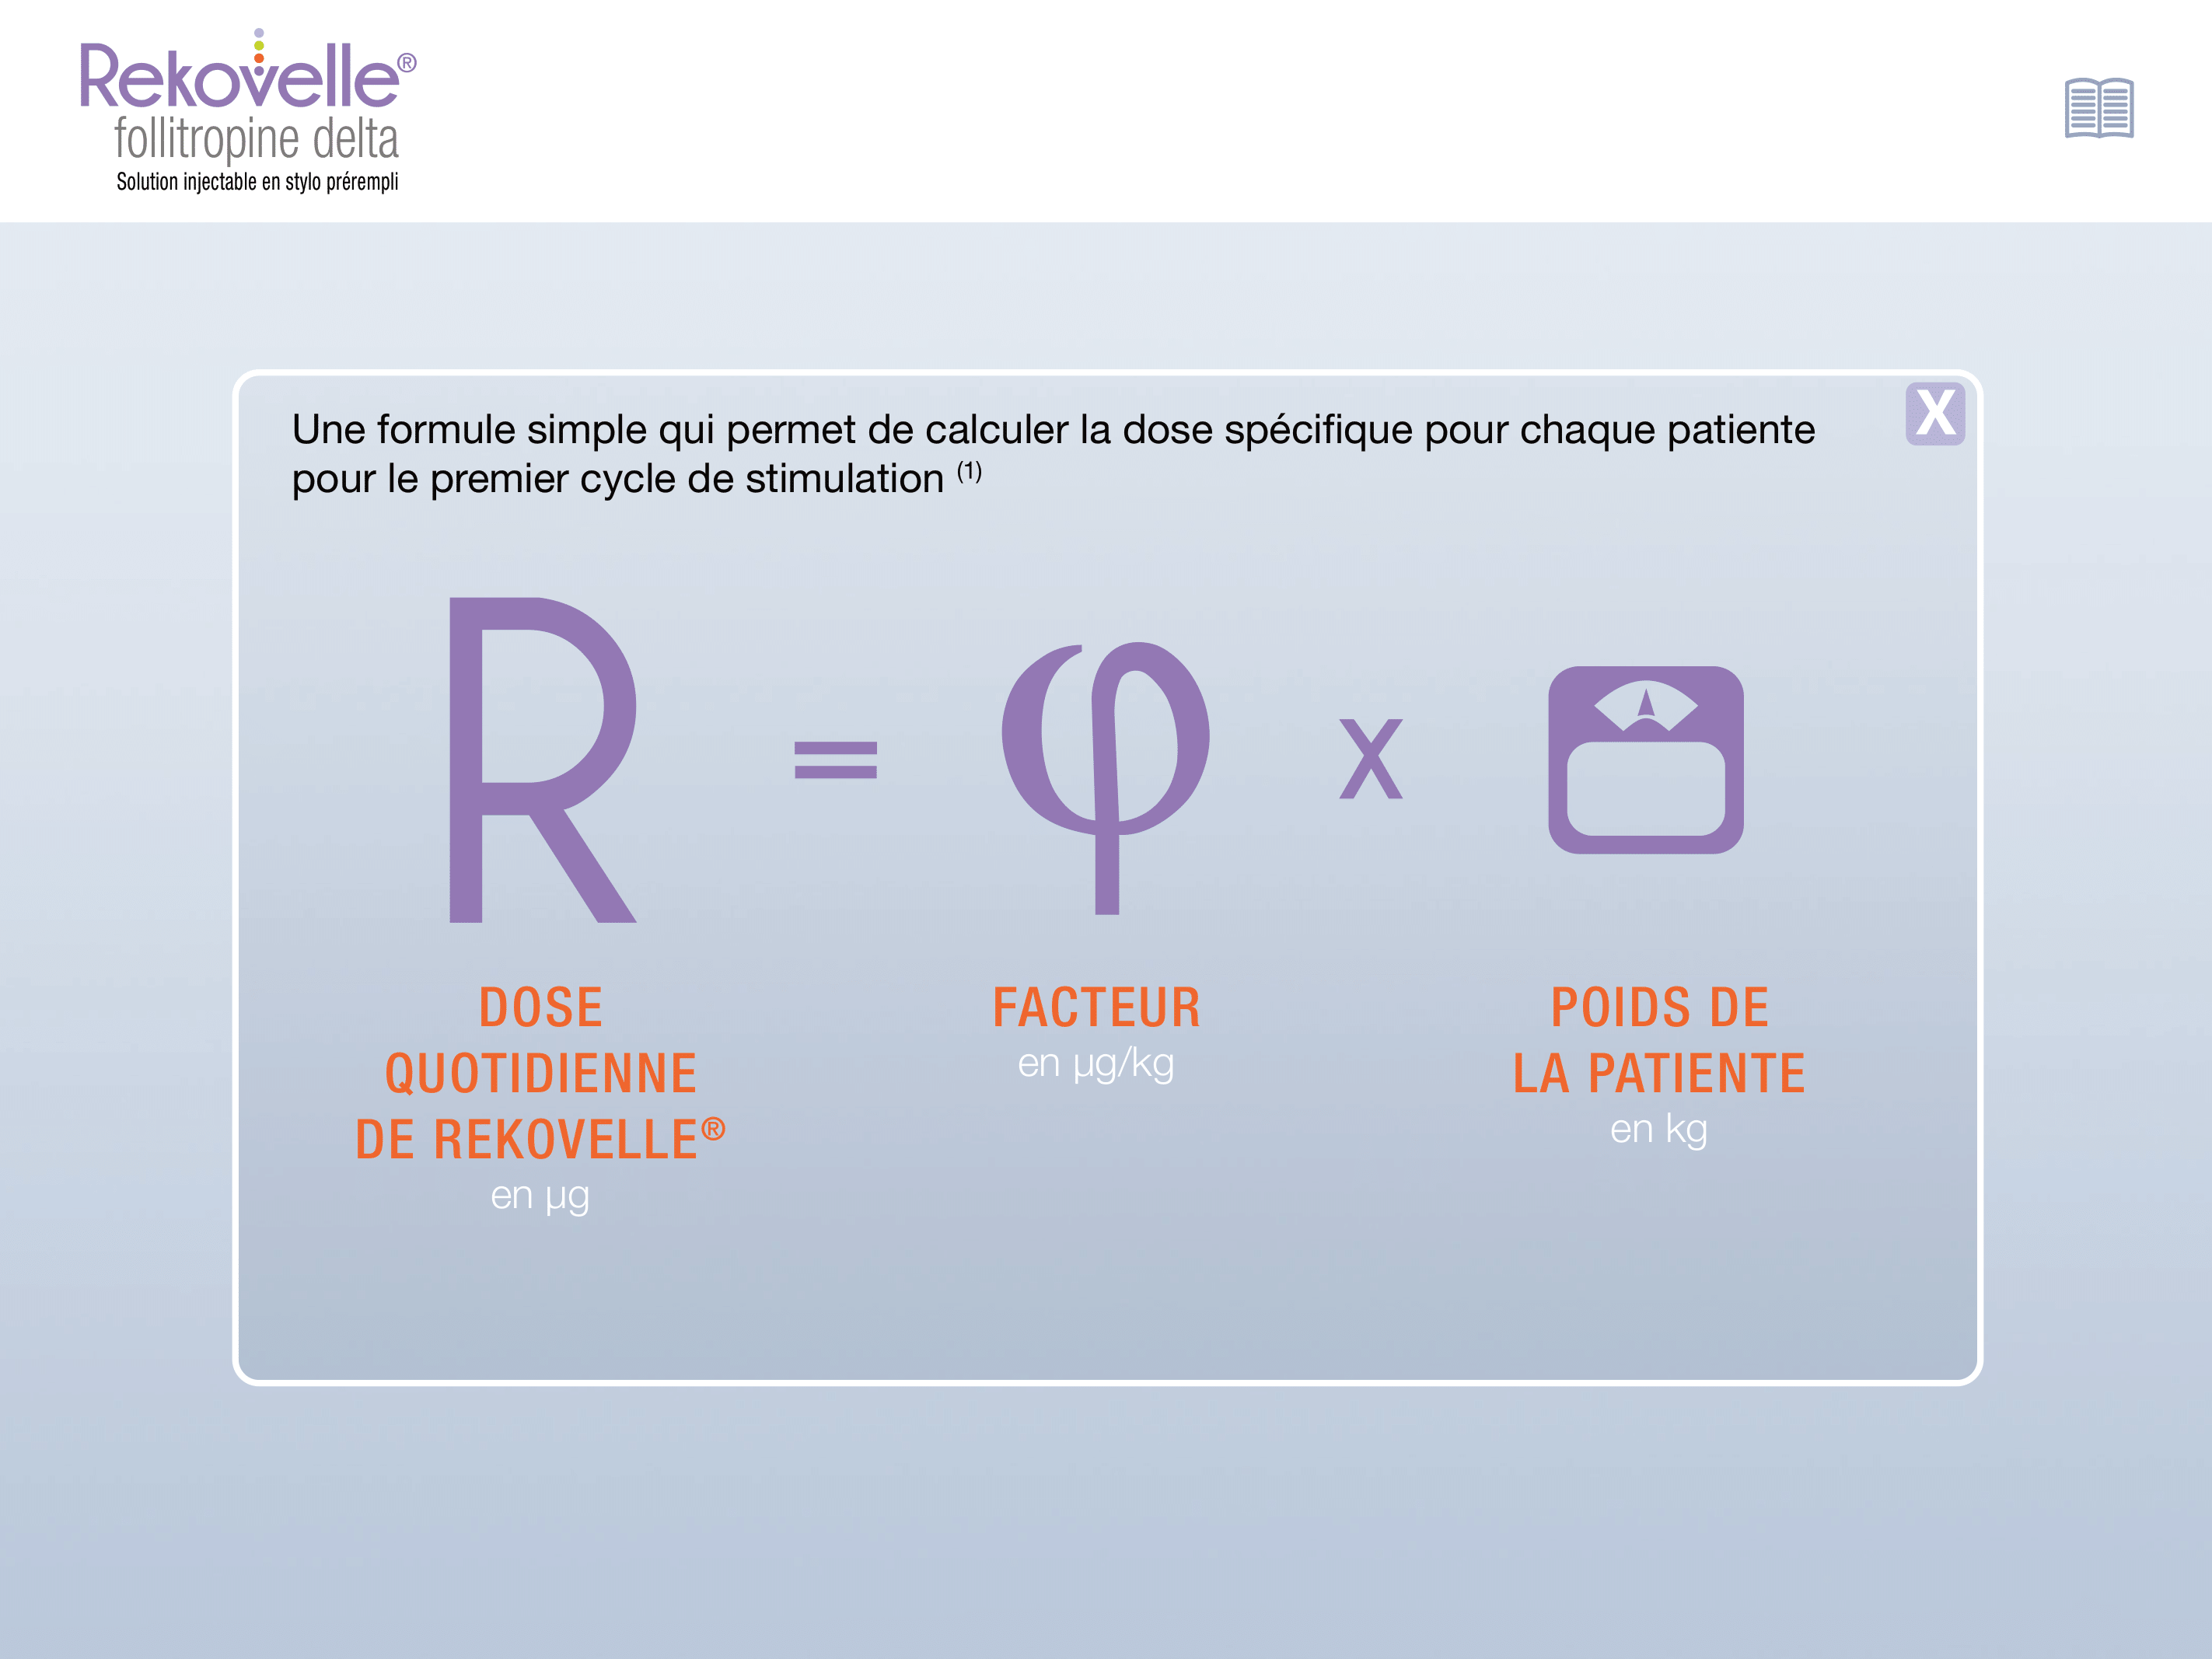 Rekovelle®
follitropine delta
Solution injectable en stylo prérempli
X
Une formule simple qui permet de calculer la dose spécifique pour chaque patiente
pour le premier cycle de stimulation (1)
R = φ x
DOSE
QUOTIDIENNE
DE REKOVELLE®
en µg
FACTEUR
en µg/kg
POIDS DE
LA PATIENTE
en kg